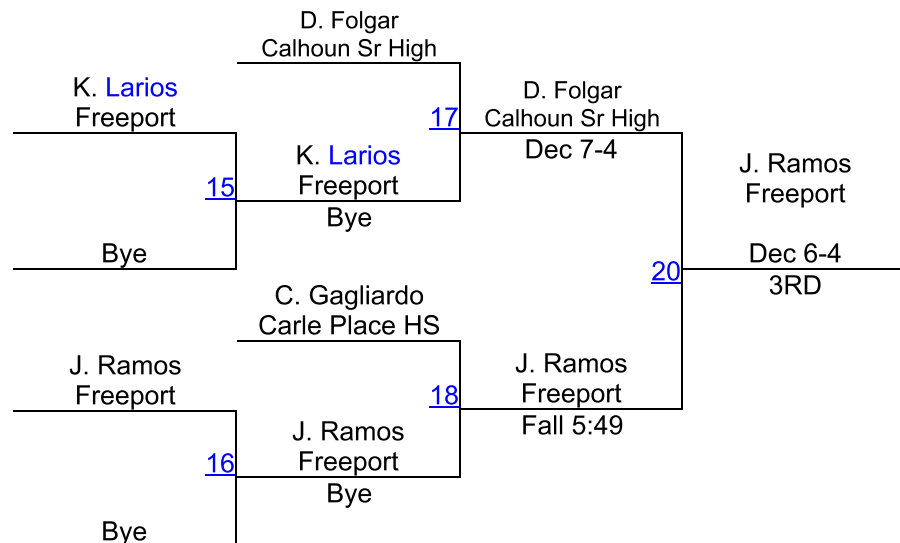 D. Folgar
Calhoun Sr High
K. Larios
Freeport
17
D. Folgar
Calhoun Sr High
Dec 7-4
K. Larios
Freeport
Bye
15
J. Ramos
Freeport
Bye
Dec 6-4
3RD
20
C. Gagliardo
Carle Place HS
J. Ramos
Freeport
18
J. Ramos
Freeport
Fall 5:49
J. Ramos
Freeport
Bye
16
Bye